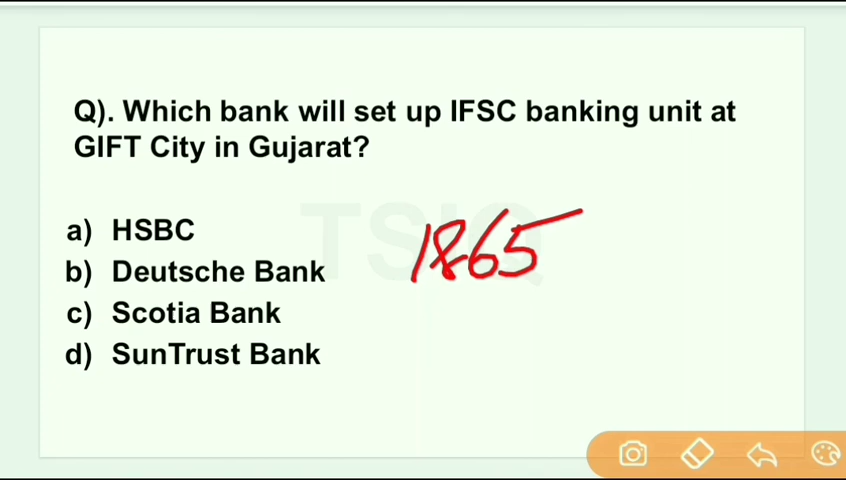 Q). Which bank will set up IFSC banking unit at
GIFT City in Gujarat?
TSIQ
a) HSBC
1865
b) Deutsche Bank
c) Scotia Bank
d) SunTrust Bank